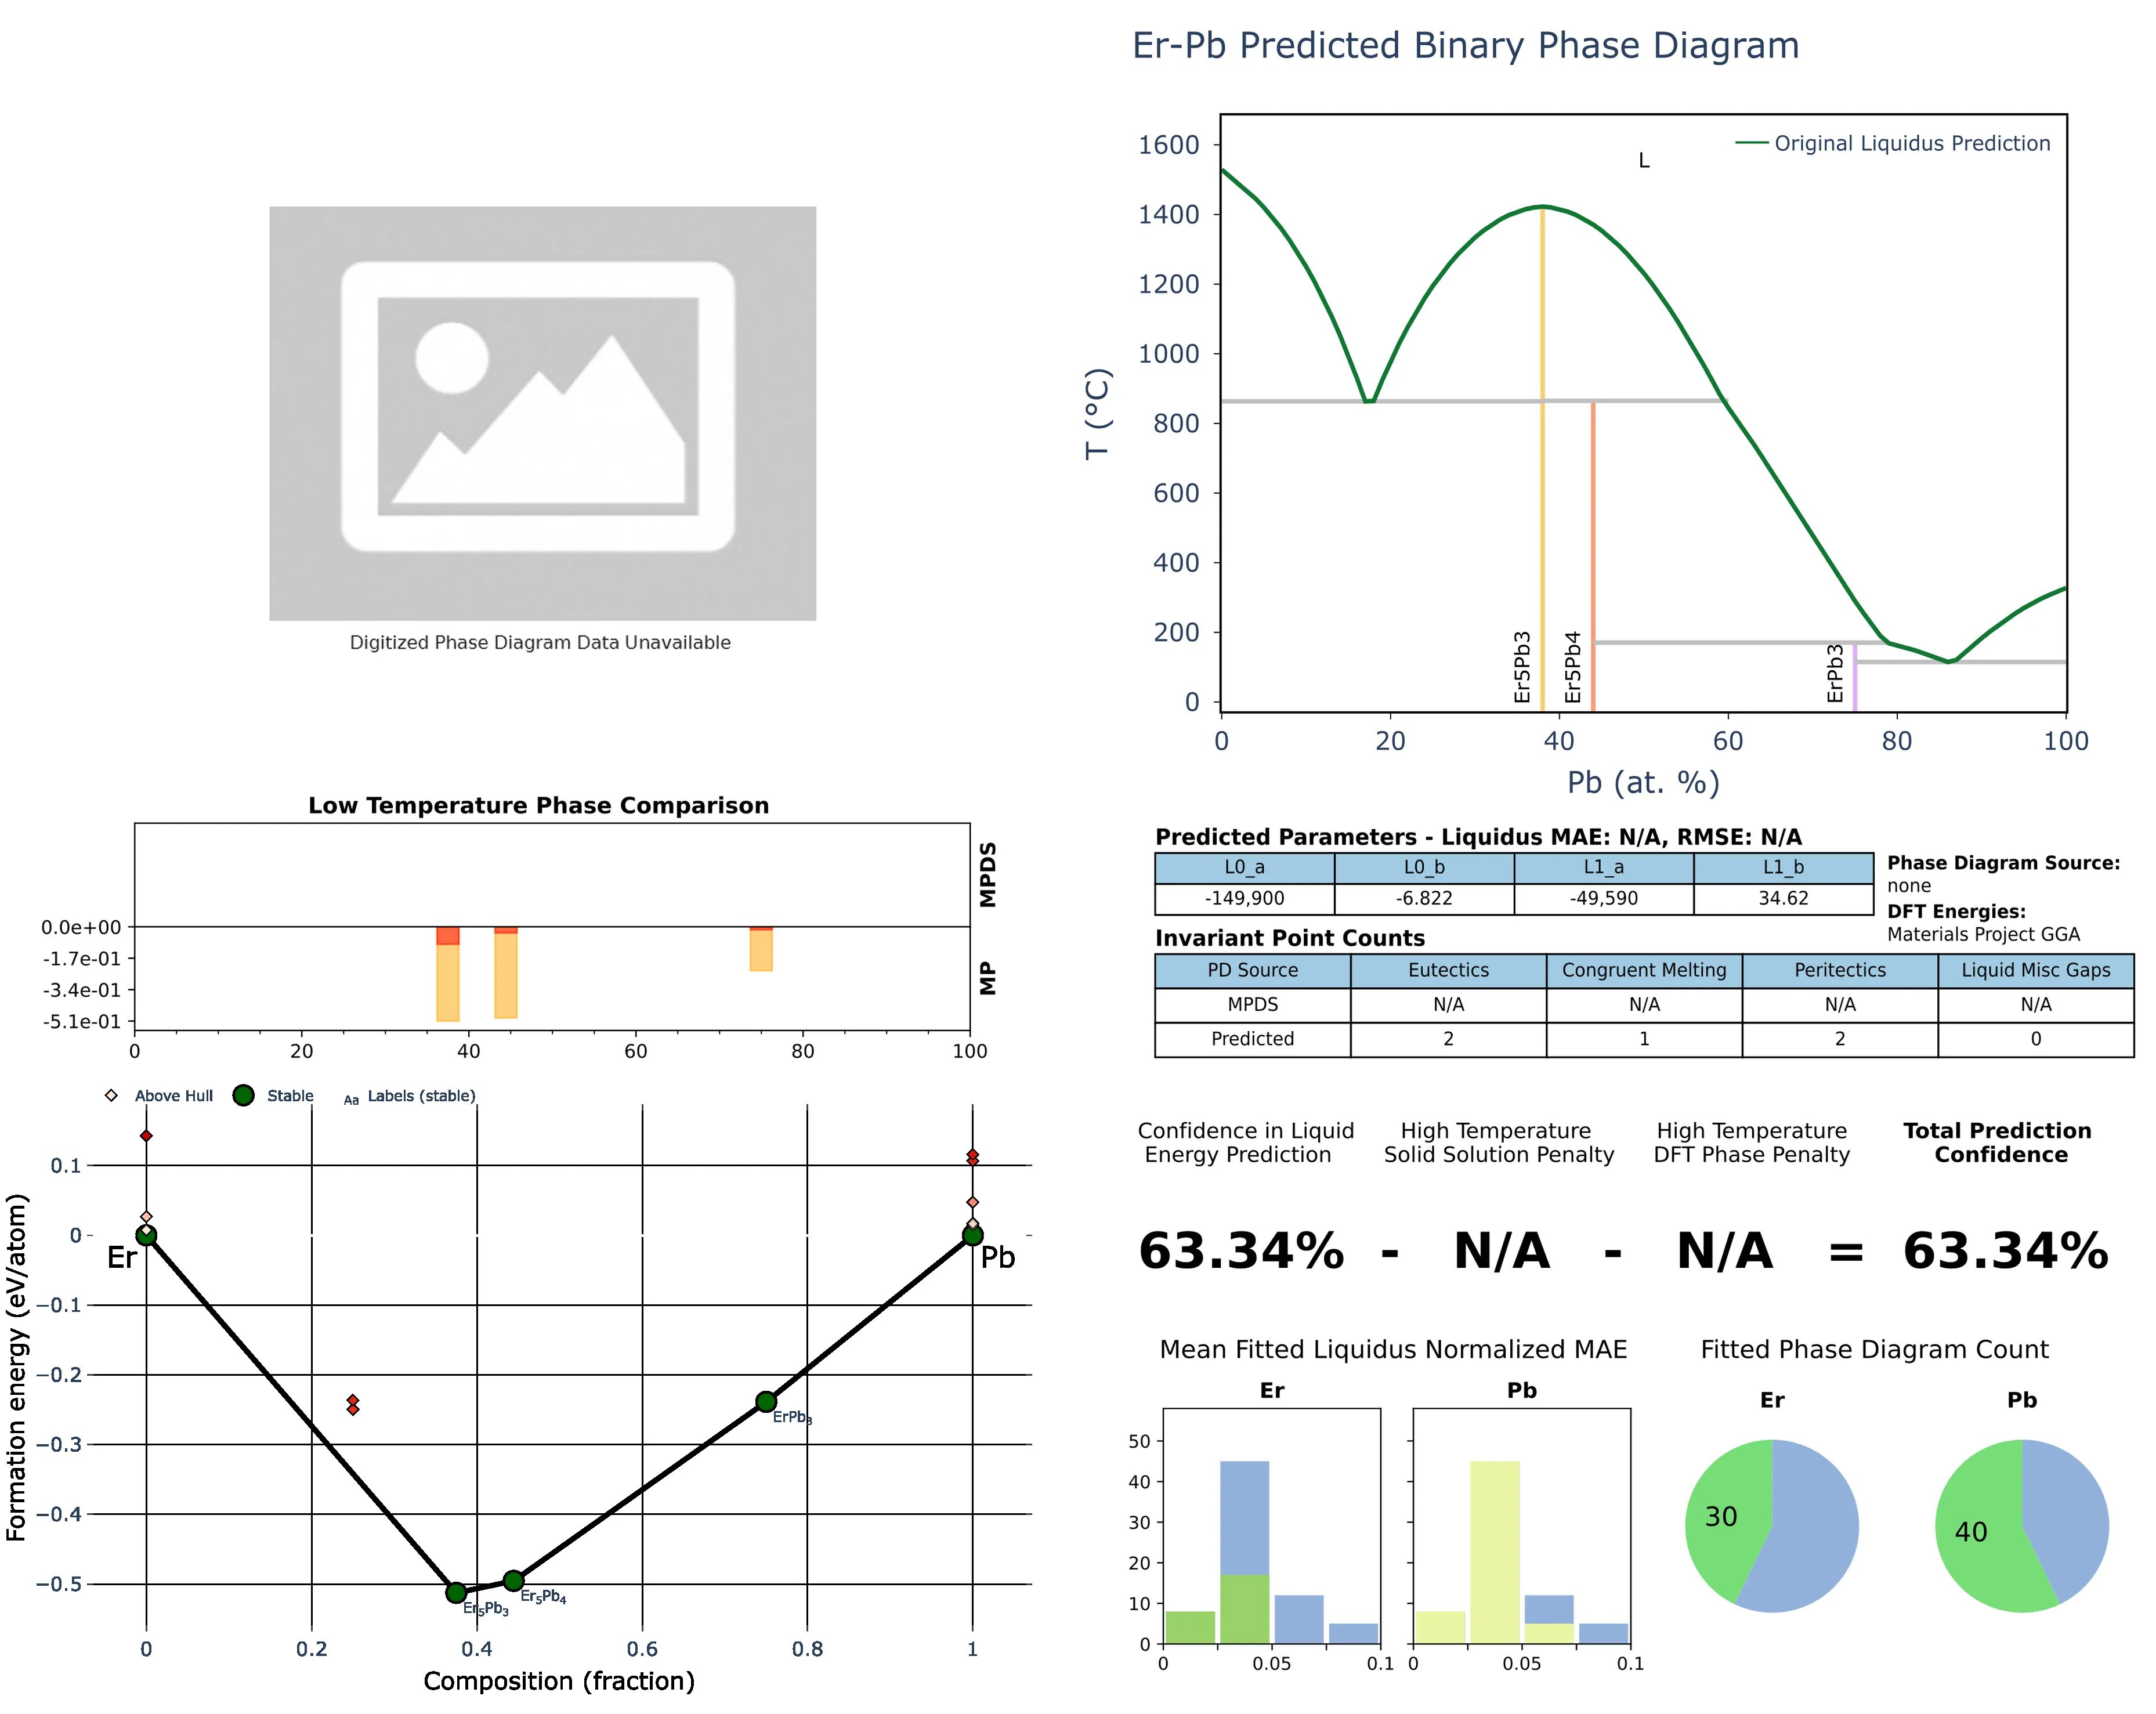 Er-Pb Predicted Binary Phase Diagram
Digitized Phase Diagram Data Unavailable
1600
1400
1200
1000
800
600
400
200
0
T (°C)
L
Original Liquidus Prediction
Er5Pb3
Er5Pb4
ErPb3
0 20 40 60 80 100
Pb (at. %)
Low Temperature Phase Comparison
MPDS
MP
0.0e+00
-1.7e-01
-3.4e-01
-5.1e-01
0 20 40 60 80 100
Predicted Parameters - Liquidus MAE: N/A, RMSE: N/A
L0_a L0_b L1_a L1_b
-149,900 -6.822 -49,590 34.62
Phase Diagram Source:
none
DFT Energies:
Materials Project GGA
Invariant Point Counts
PD Source Eutectics Congruent Melting Peritectics Liquid Misc Gaps
MPDS N/A N/A N/A N/A
Predicted 2 1 2 0
Above Hull Stable Aa Labels (stable)
Formation energy (eV/atom)
0.1
0
−0.1
−0.2
−0.3
−0.4
−0.5
Er
Pb
ErPb3
Er5Pb3
Er5Pb4
0 0.2 0.4 0.6 0.8 1
Composition (fraction)
Confidence in Liquid
Energy Prediction
High Temperature
Solid Solution Penalty
High Temperature
DFT Phase Penalty
Total Prediction
Confidence
63.34% - N/A - N/A = 63.34%
Mean Fitted Liquidus Normalized MAE
Er
Pb
50
40
30
20
10
0
0 0.05 0.1
0 0.05 0.1
Fitted Phase Diagram Count
Er
Pb
30
40